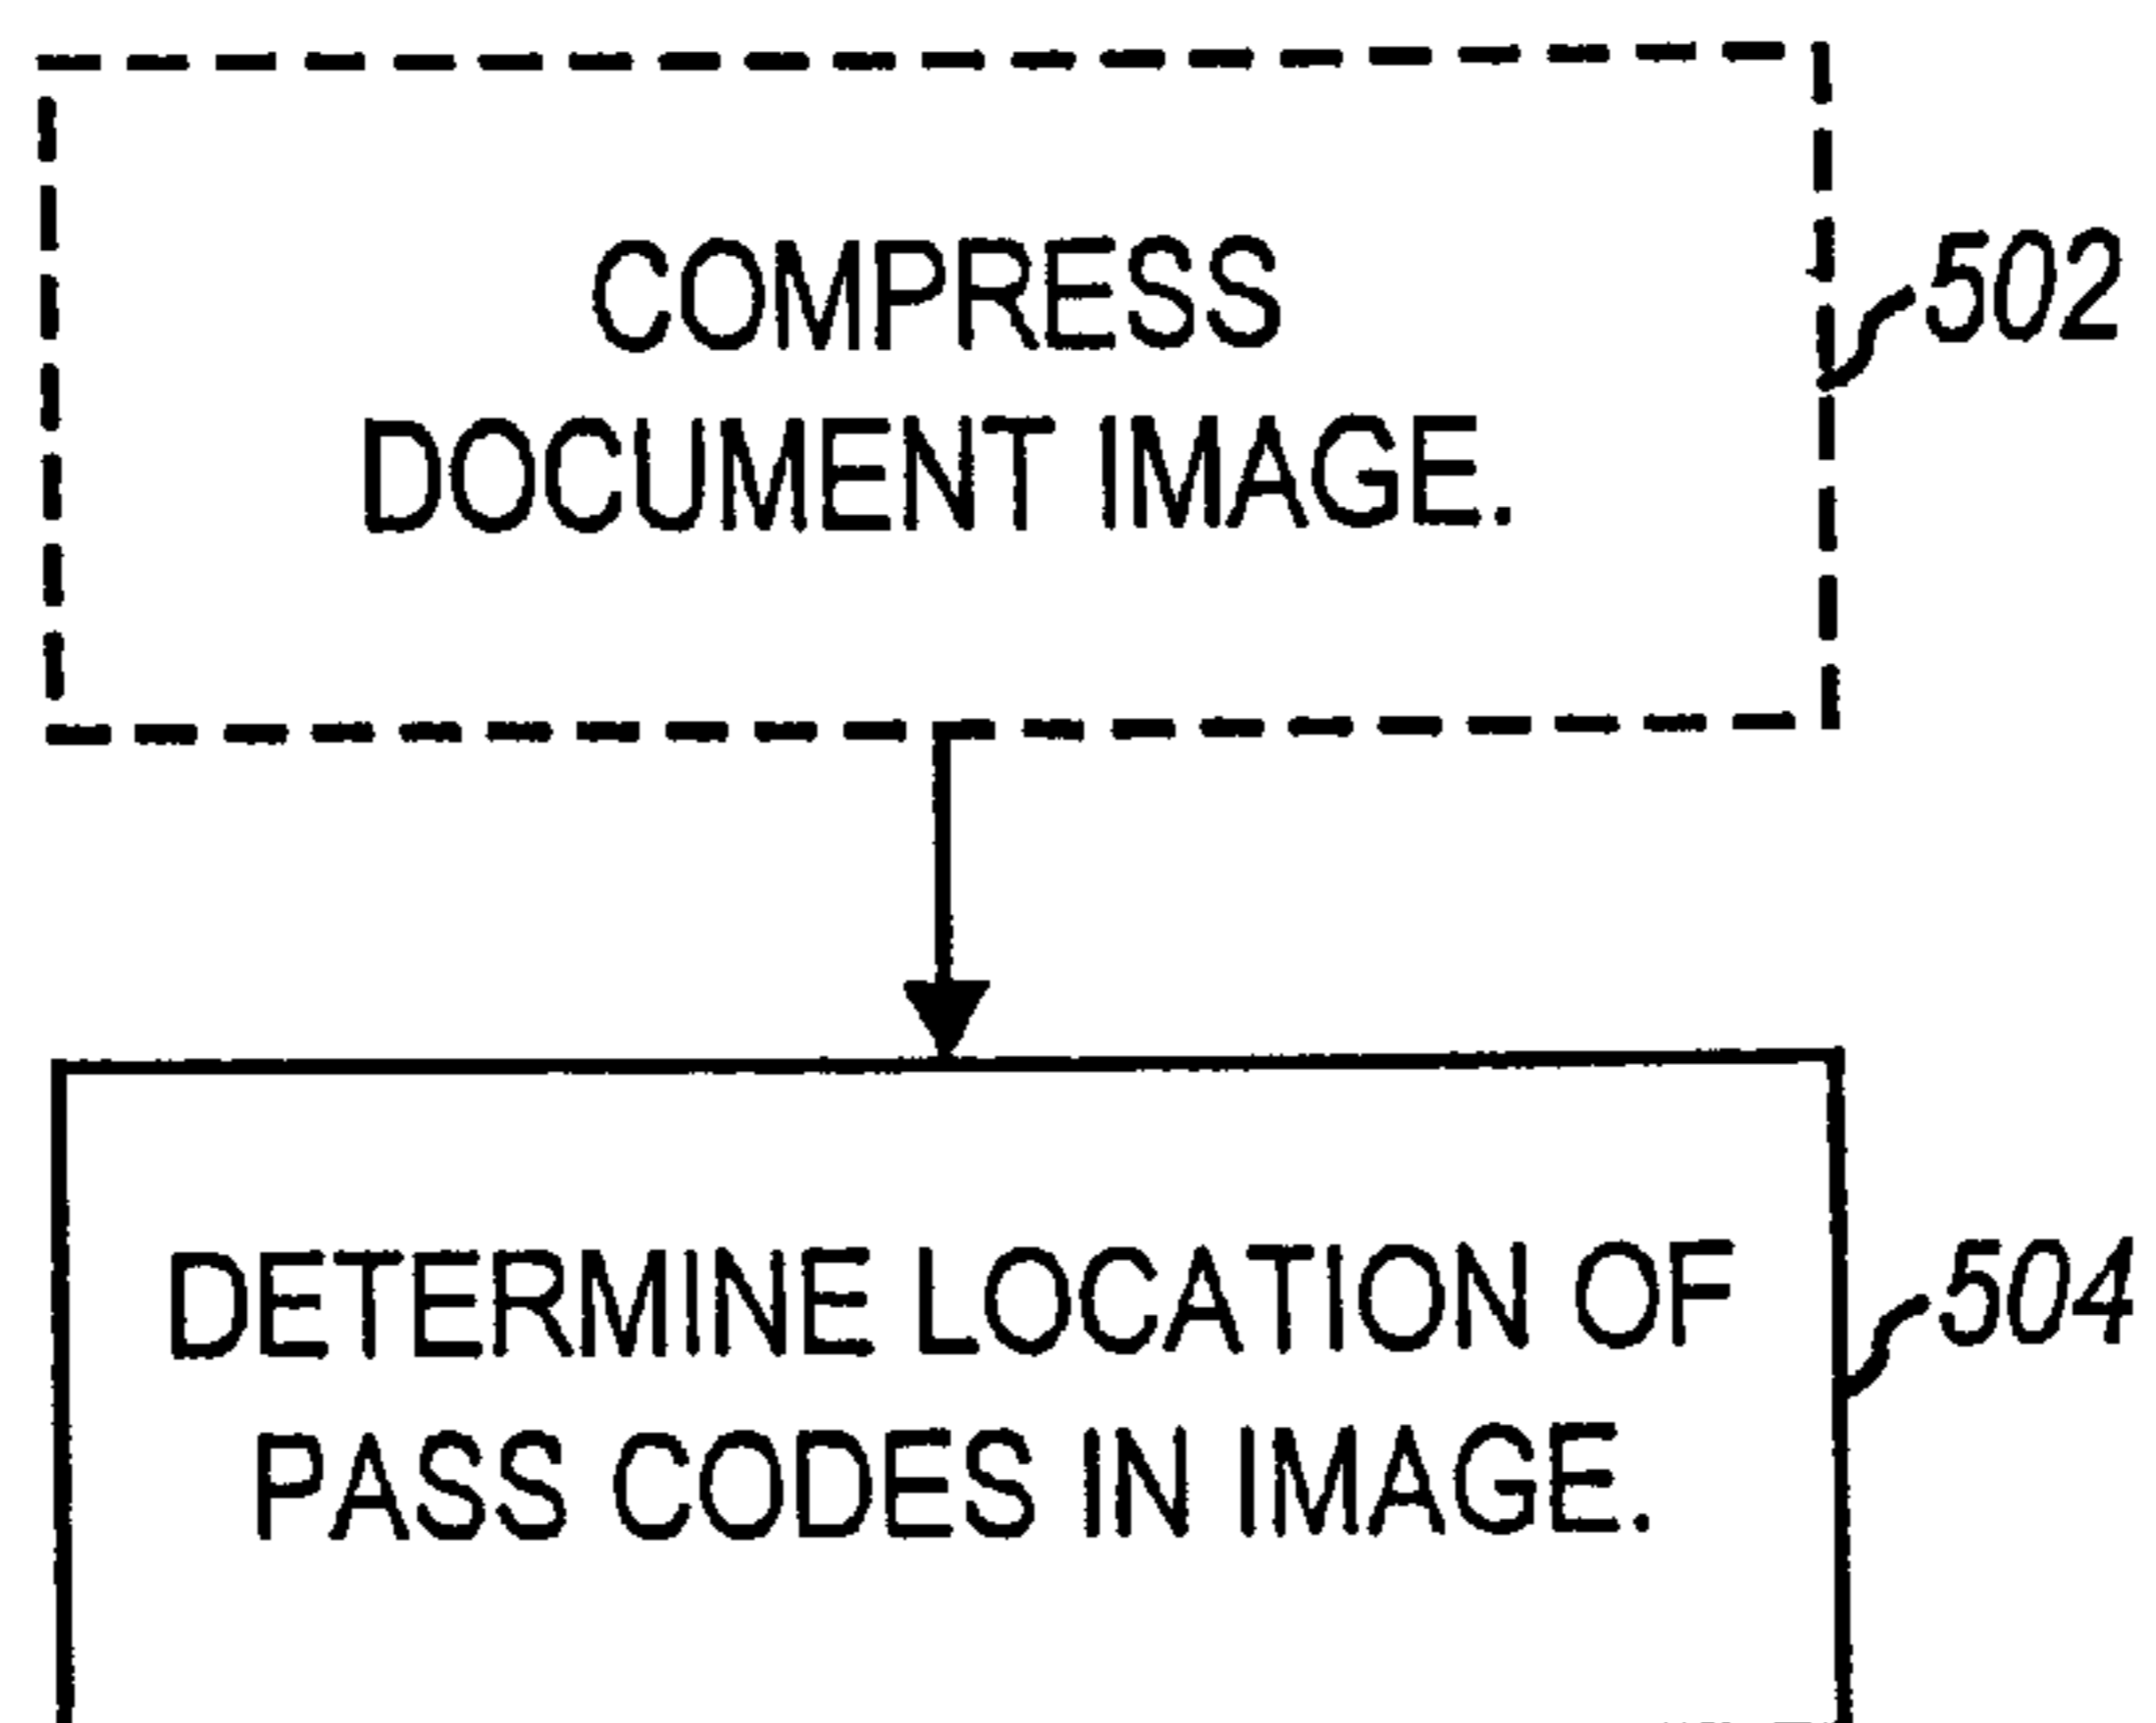 COMPRESS
DOCUMENT IMAGE.
502
DETERMINE LOCATION OF
PASS CODES IN IMAGE.
504